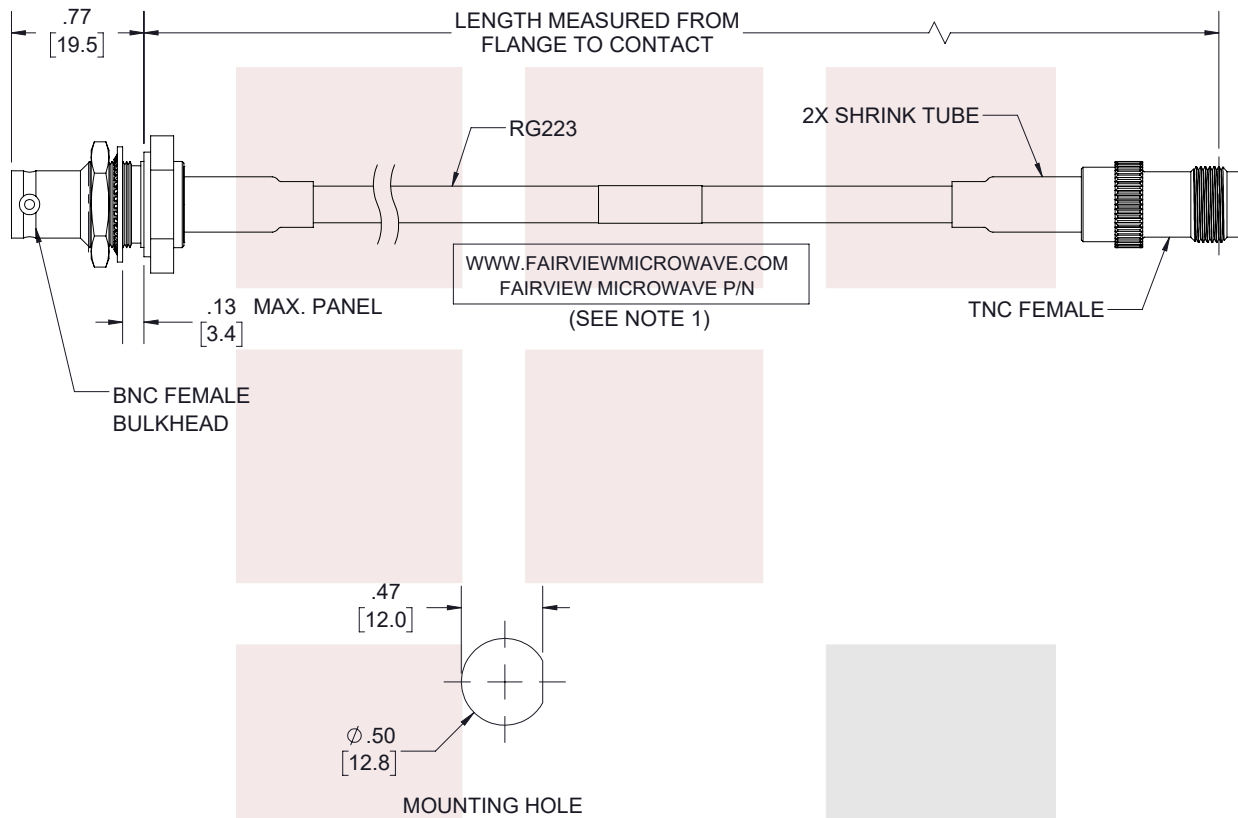 .77
[19.5]
LENGTH MEASURED FROM
FLANGE TO CONTACT
RG223
2X SHRINK TUBE
WWW.FAIRVIEWMICROWAVE.COM
FAIRVIEW MICROWAVE P/N
(SEE NOTE 1)
.13 MAX. PANEL
[3.4]
TNC FEMALE
BNC FEMALE
BULKHEAD
.47
[12.0]
∅.50
[12.8]
MOUNTING HOLE